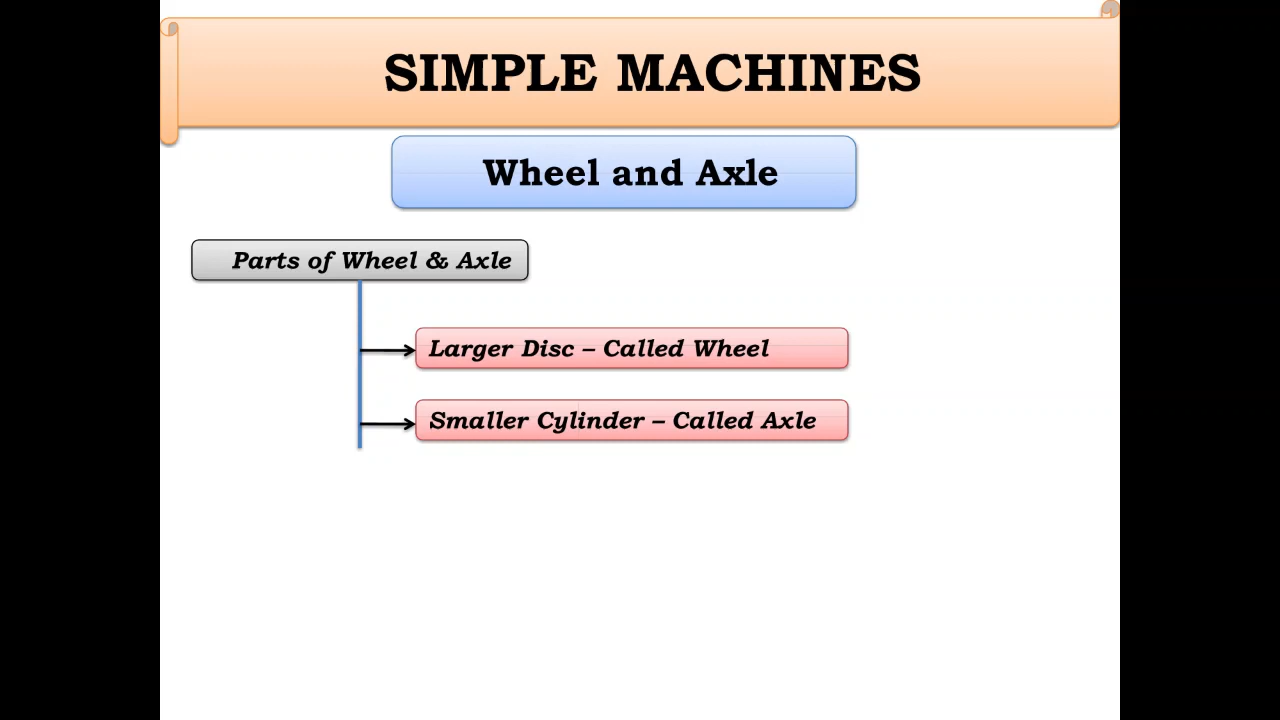 SIMPLE MACHINES
Wheel and Axle
Parts of Wheel & Axle
Larger Disc – Called Wheel
Smaller Cylinder – Called Axle